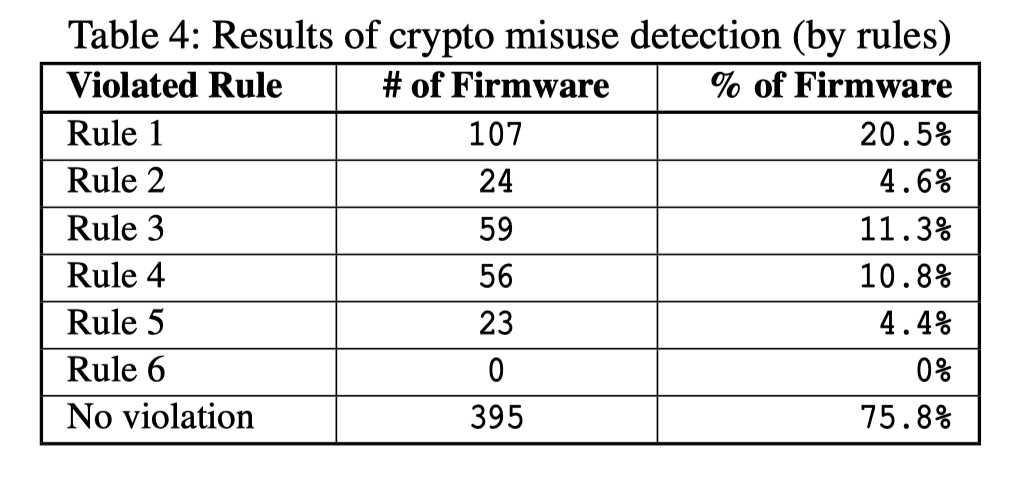 Table 4: Results of crypto misuse detection (by rules)
Violated Rule # of Firmware % of Firmware
Rule 1 107 20.5%
Rule 2 24 4.6%
Rule 3 59 11.3%
Rule 4 56 10.8%
Rule 5 23 4.4%
Rule 6 0 0%
No violation 395 75.8%